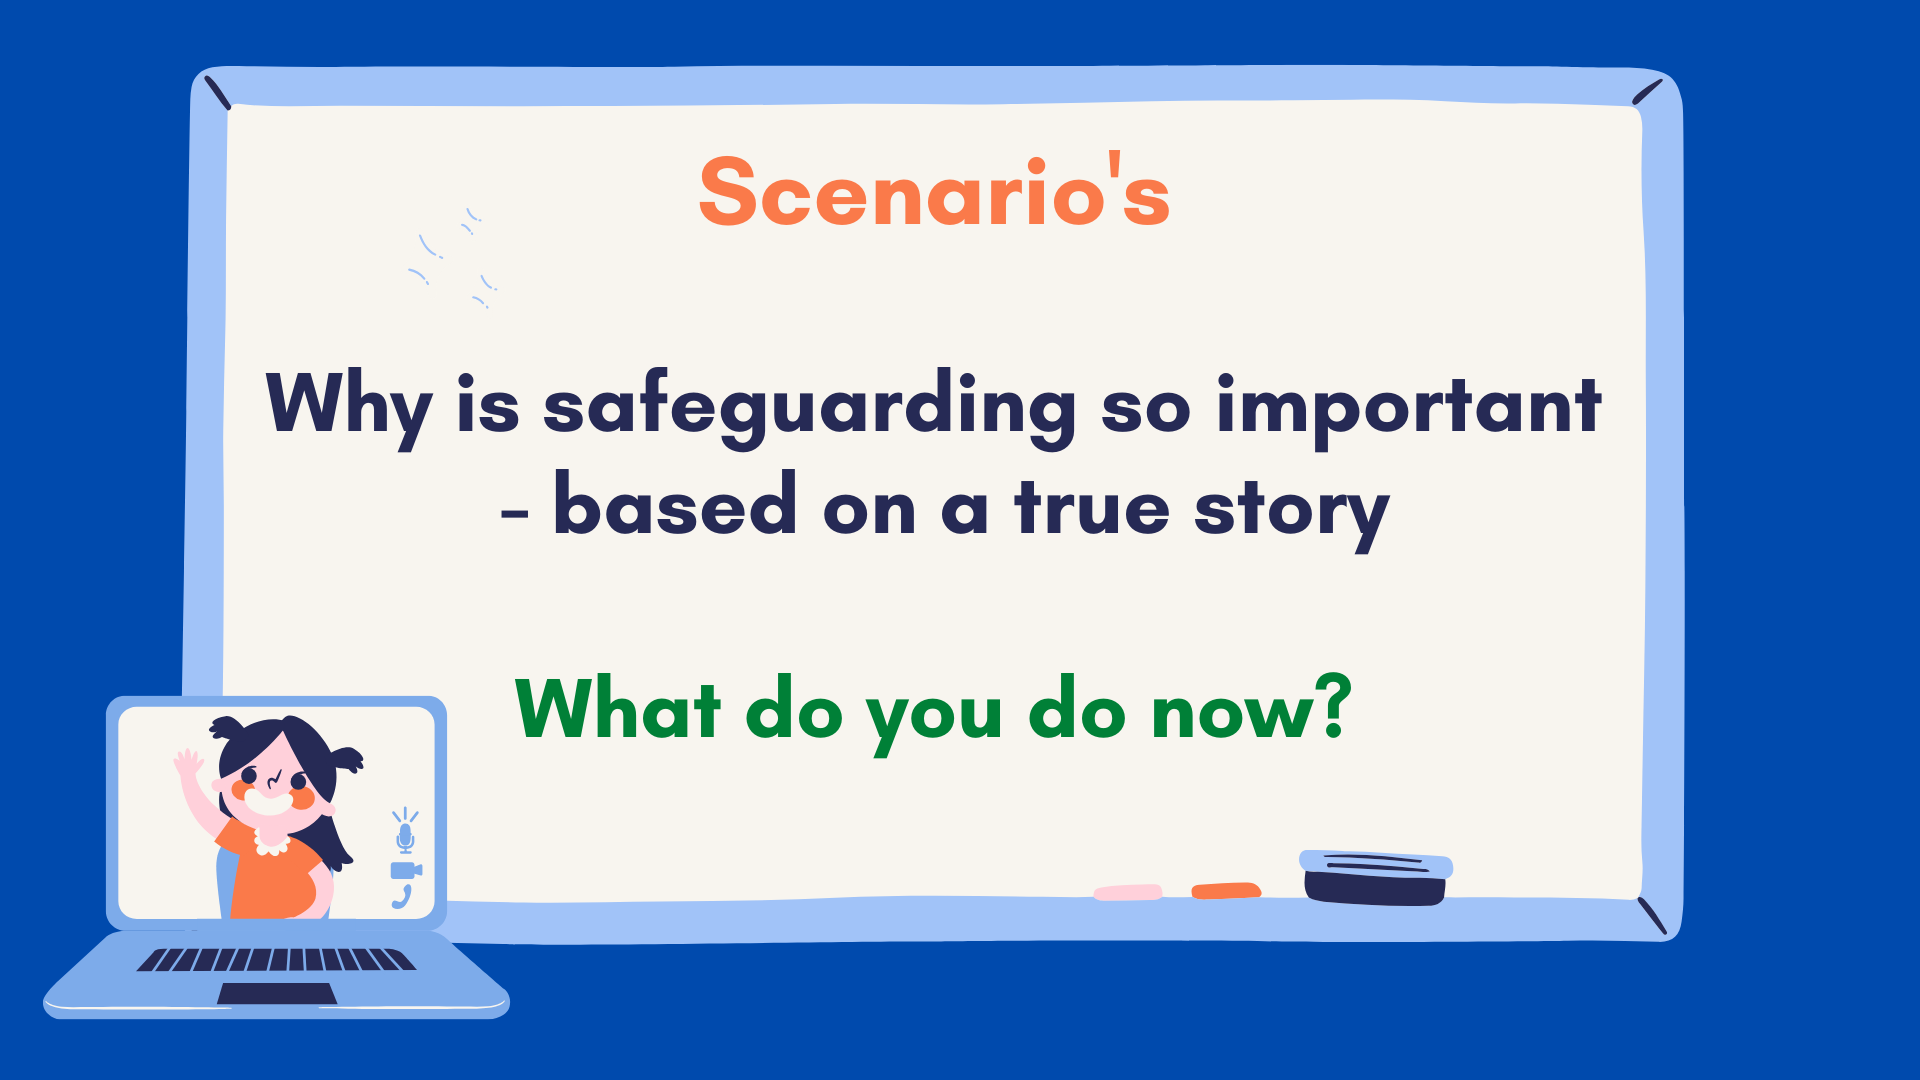 Scenario's
Why is safeguarding so important
- based on a true story
What do you do now?